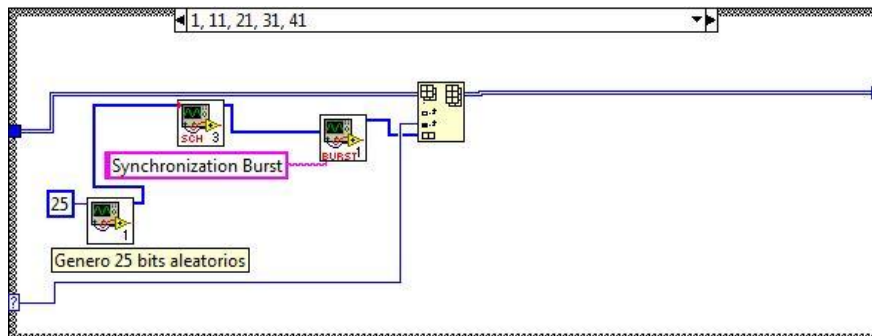 1, 11, 21, 31, 41
SCH 3
Synchronization Burst
BURST 1
25
1
Genero 25 bits aleatorios
?